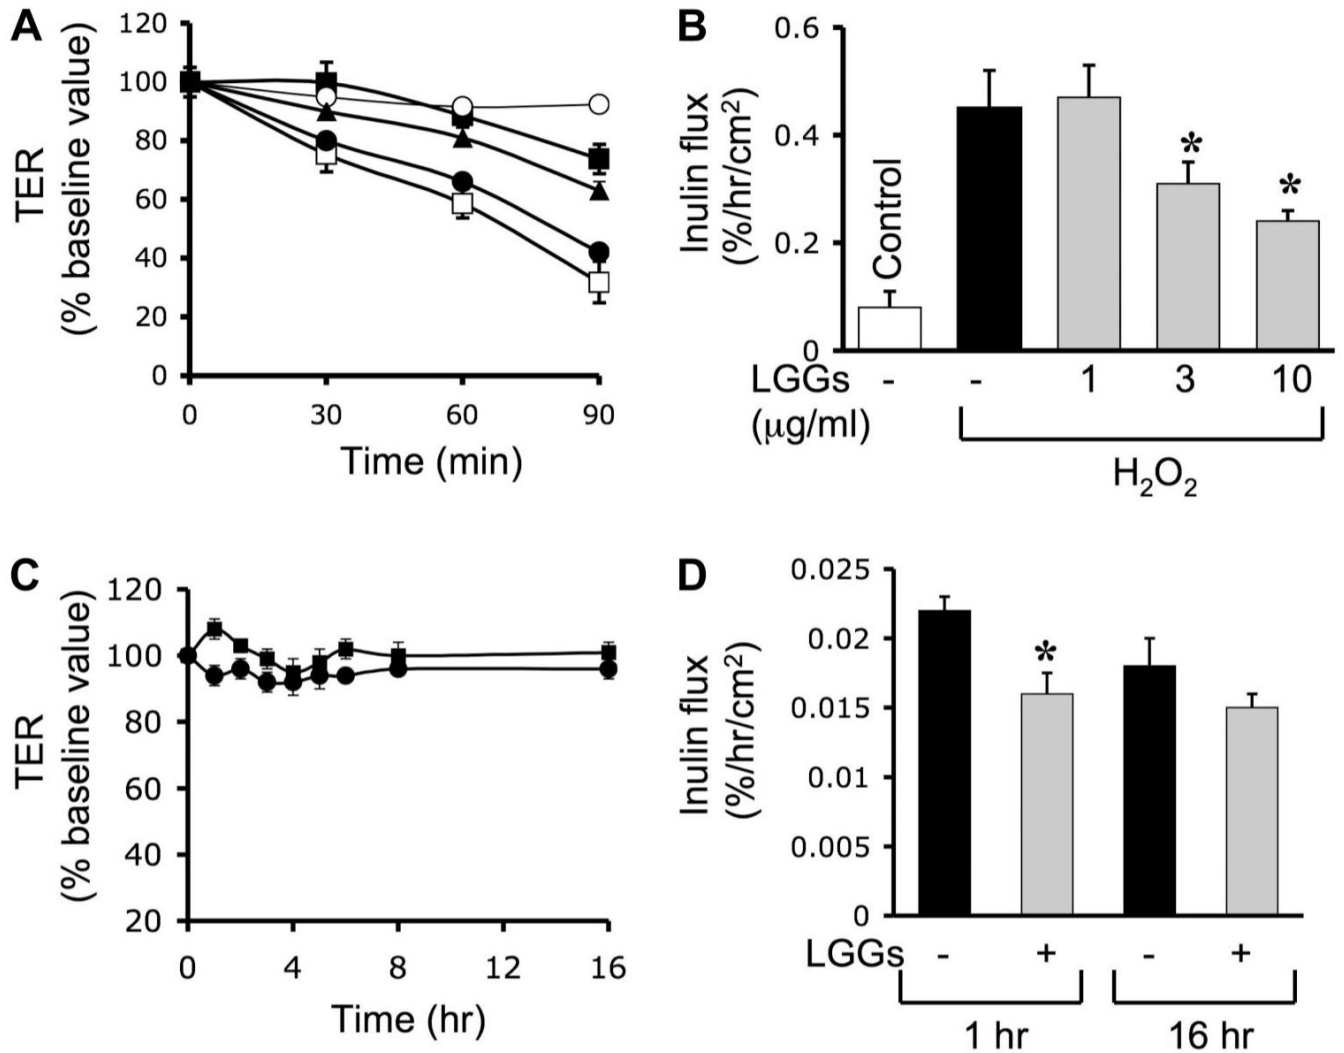 A
TER
(% baseline value)
120
100
80
60
40
20
0
0 30 60 90
Time (min)
B
Inulin flux
(%/hr/cm²)
0.6
0.4
0.2
0
Control
*
*
LGGs - - 1 3 10
(µg/ml)
H₂O₂
C
TER
(% baseline value)
120
100
80
60
40
20
0 4 8 12 16
Time (hr)
D
Inulin flux
(%/hr/cm²)
0.025
0.02
0.015
0.01
0.005
0
*
LGGs - + - +
1 hr 16 hr